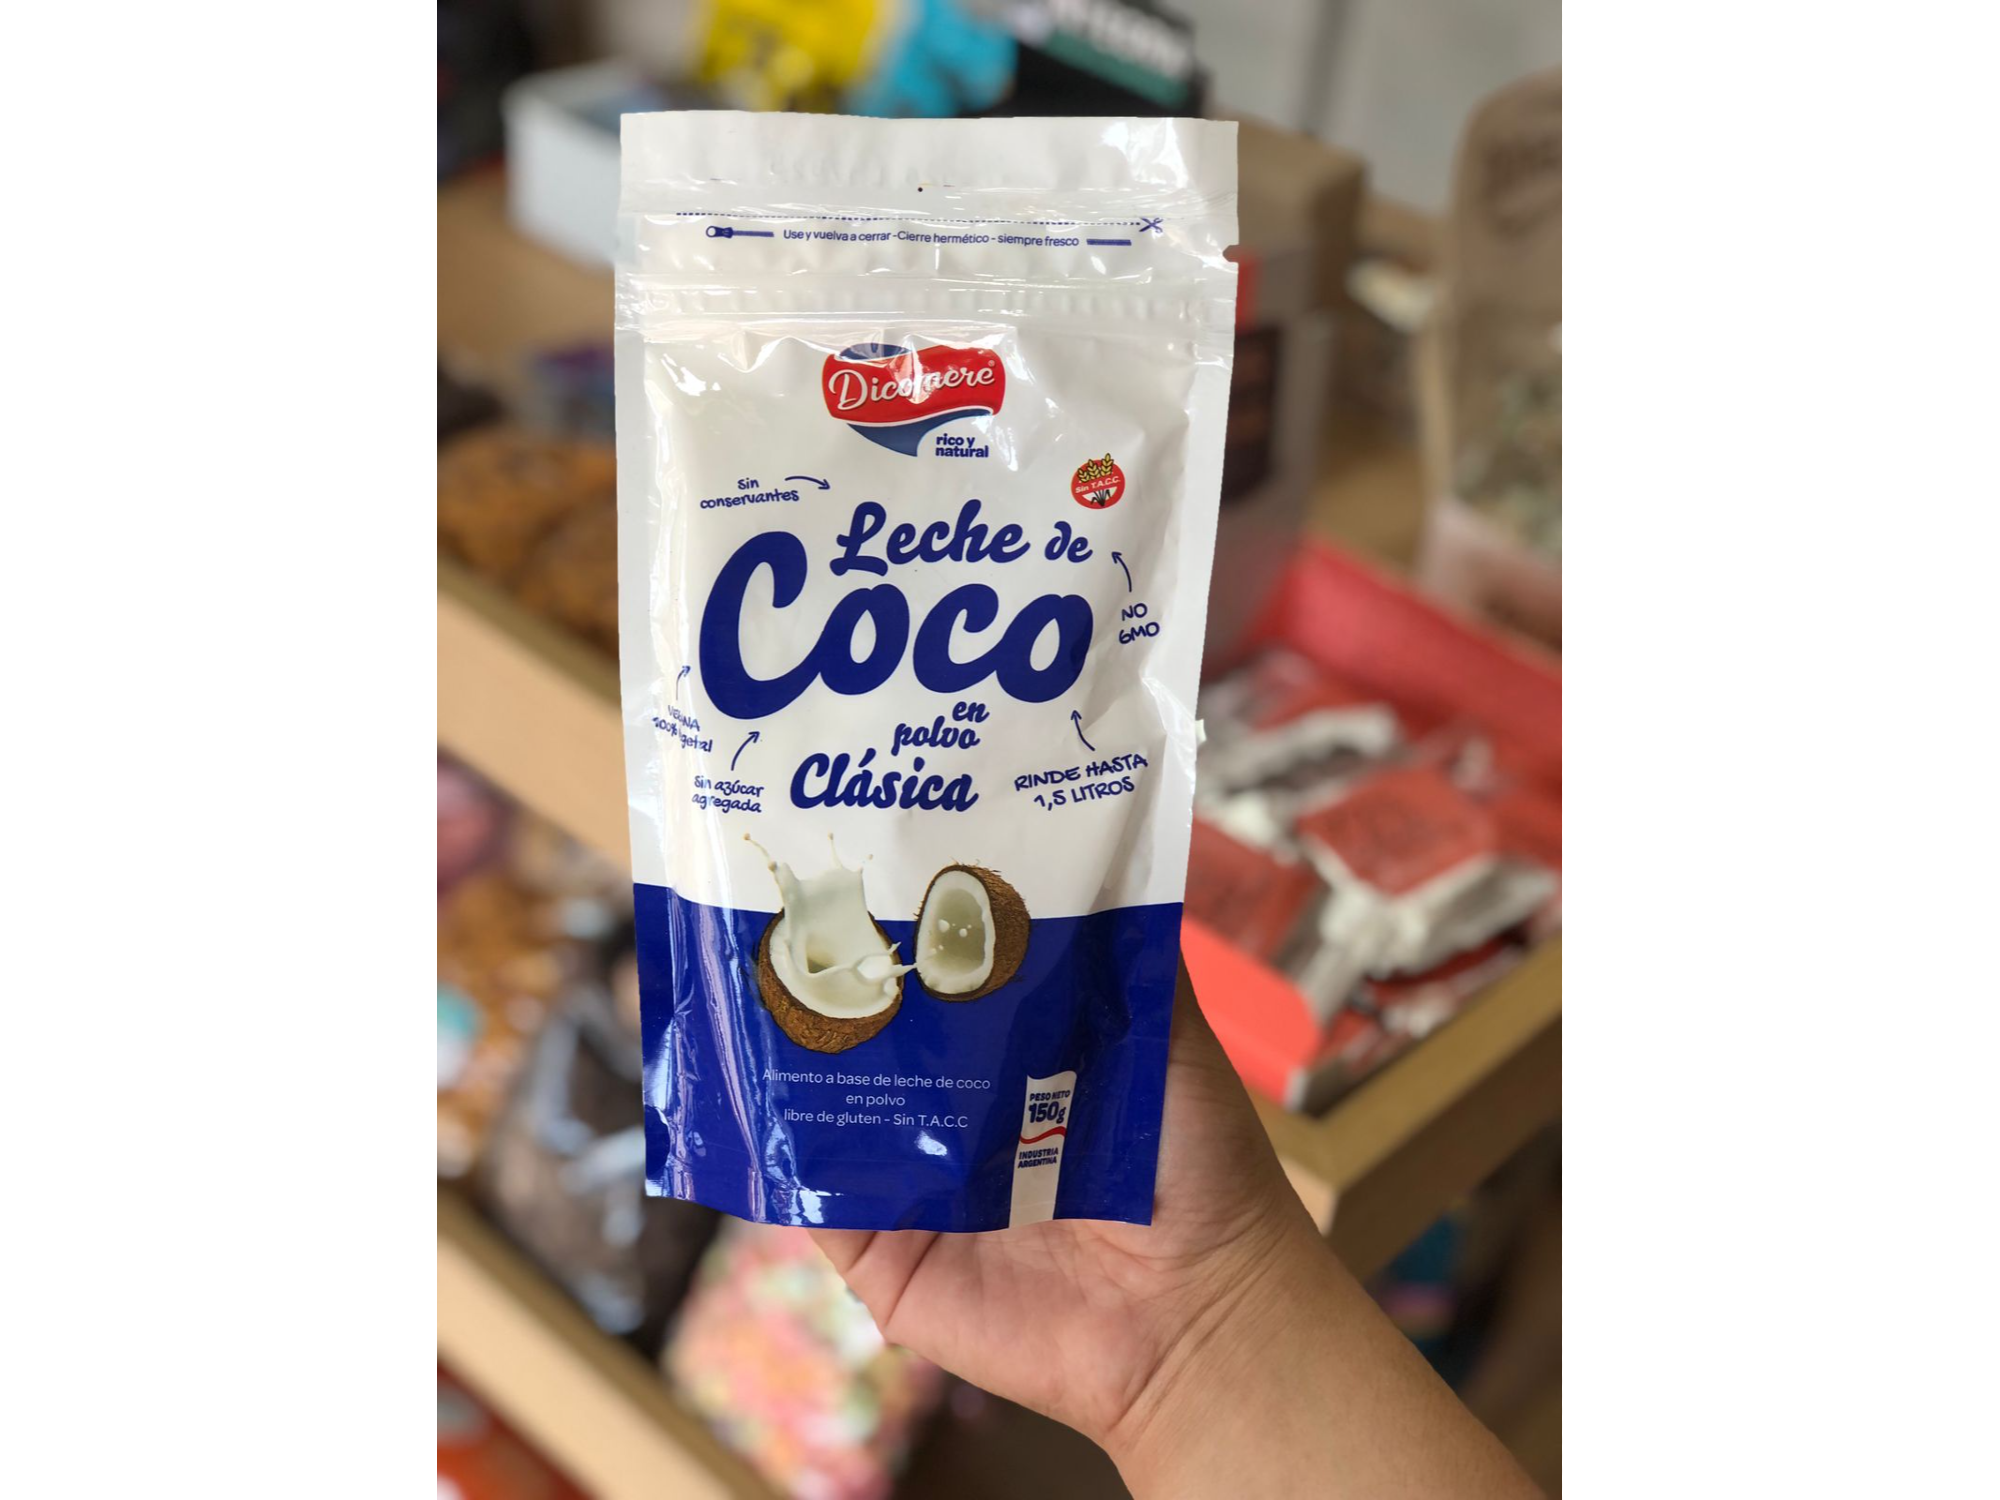 Use y vuelva a cerrar - Cierre hermético - siempre fresco
Dicomere®
rico y
natural
Sin
conservantes
Sin T.A.C.C.
Leche de
Coco
en
polvo
Clásica
NO
GMO
100%
Sin azúcar
agregada
RINDE HASTA
1,5 LITROS
Alimento a base de leche de coco
en polvo
libre de gluten - Sin T.A.C.C
PESO NETO
150g
INDUSTRIA
ARGENTINA